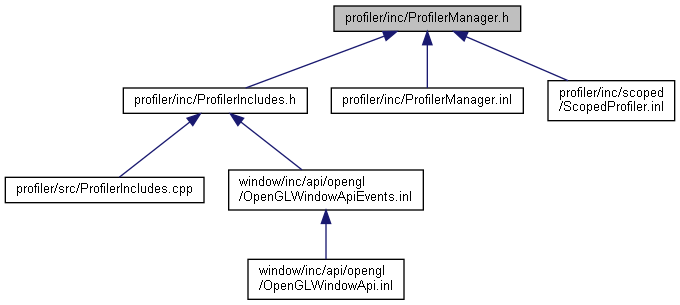 profiler/inc/ProfilerManager.h
profiler/inc/ProfilerIncludes.h
profiler/inc/ProfilerManager.inl
profiler/inc/scoped
/ScopedProfiler.inl
profiler/src/ProfilerIncludes.cpp
window/inc/api/opengl
/OpenGLWindowApiEvents.inl
window/inc/api/opengl
/OpenGLWindowApi.inl